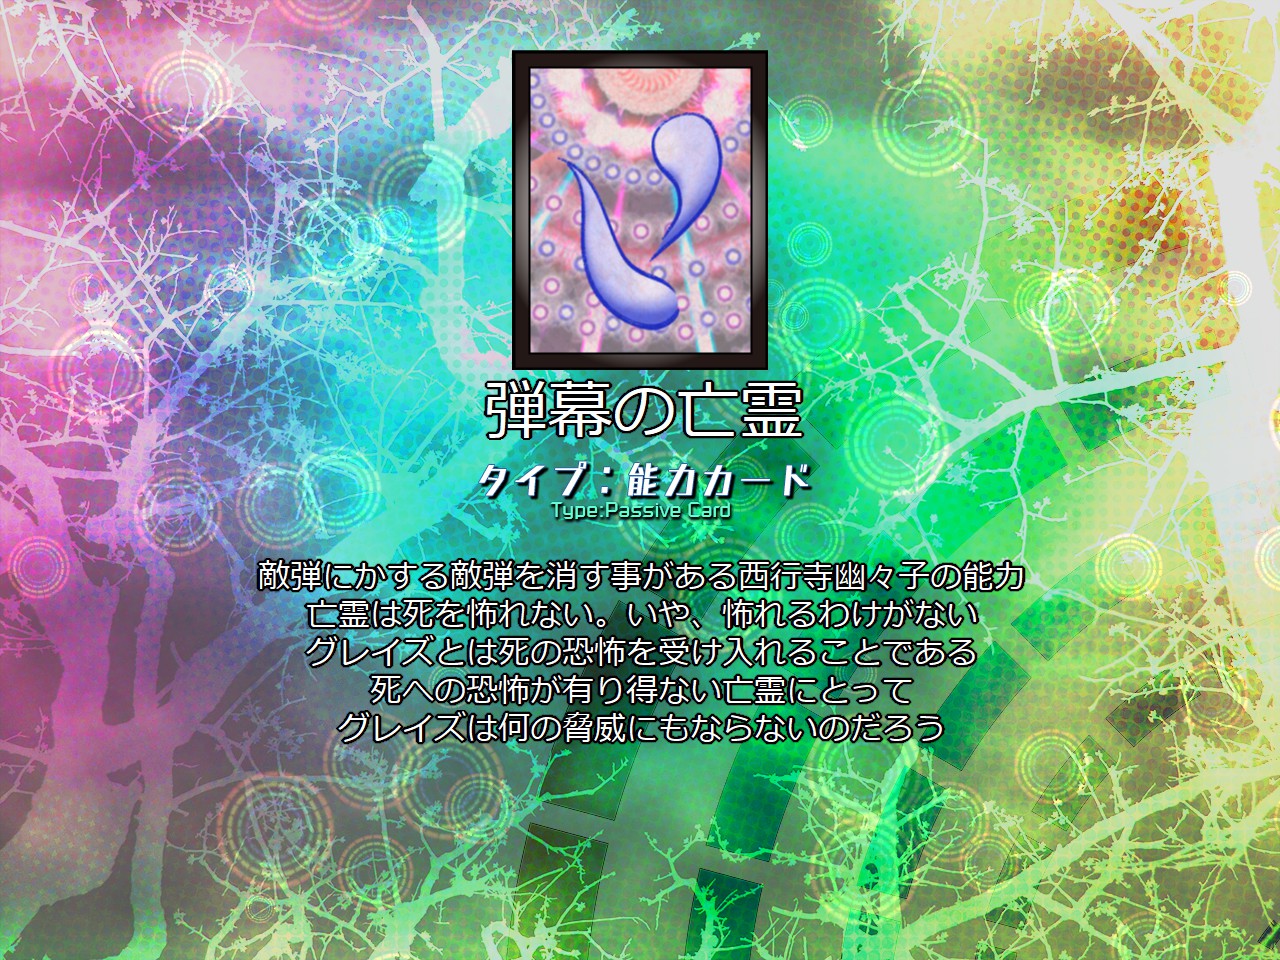 弾幕の亡霊
タイプ：能力カード
Type:Passive Card
敵弾にかする敵弾を消す事がある西行寺幽々子の能力
亡霊は死を怖れない。いや、怖れるわけがない
グレイズとは死の恐怖を受け入れることである
死への恐怖が有り得ない亡霊にとって
グレイズは何の脅威にもならないのだろう